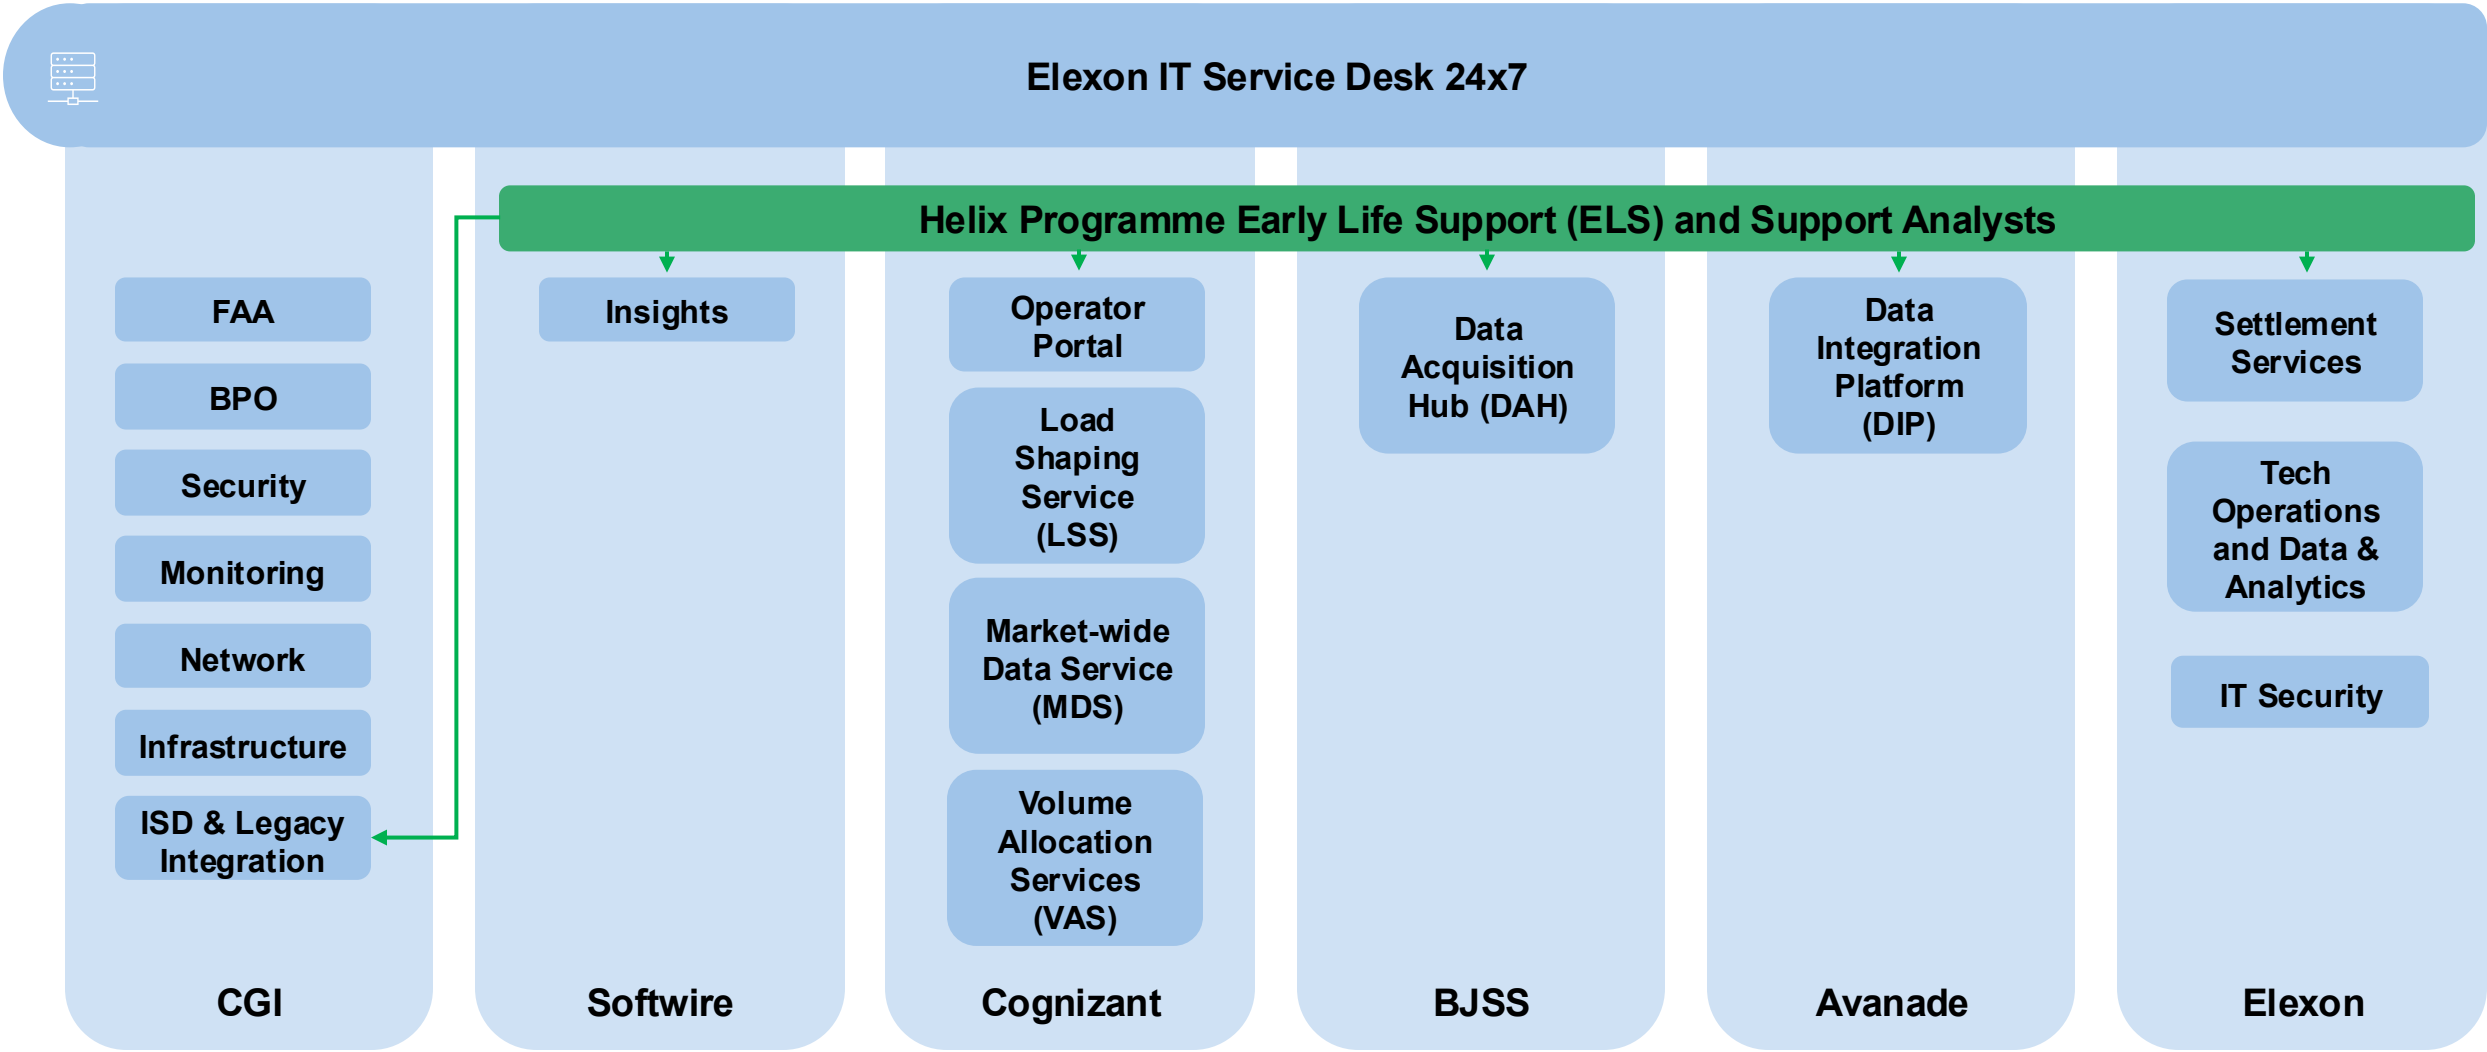 Elexon IT Service Desk 24x7
Helix Programme Early Life Support (ELS) and Support Analysts
FAA
BPO
Security
Monitoring
Network
Infrastructure
ISD & Legacy
Integration
CGI
Insights
Softwire
Operator
Portal
Load
Shaping
Service
(LSS)
Market-wide
Data Service
(MDS)
Volume
Allocation
Services
(VAS)
Cognizant
Data
Acquisition
Hub (DAH)
BJSS
Data
Integration
Platform
(DIP)
Avanade
Settlement
Services
Tech
Operations
and Data &
Analytics
IT Security
Elexon